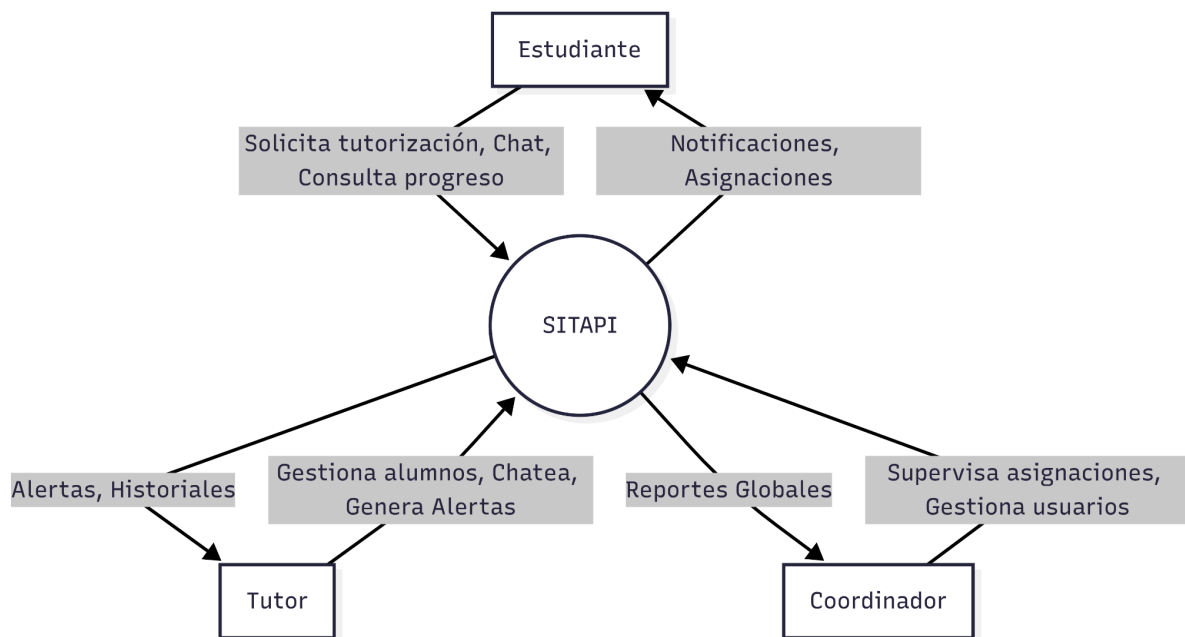 Estudiante
Solicita tutorización, Chat,
Consulta progreso
Notificaciones,
Asignaciones
SITAPI
Alertas, Historiales
Gestiona alumnos, Chatea,
Genera Alertas
Reportes Globales
Supervisa asignaciones,
Gestiona usuarios
Tutor
Coordinador